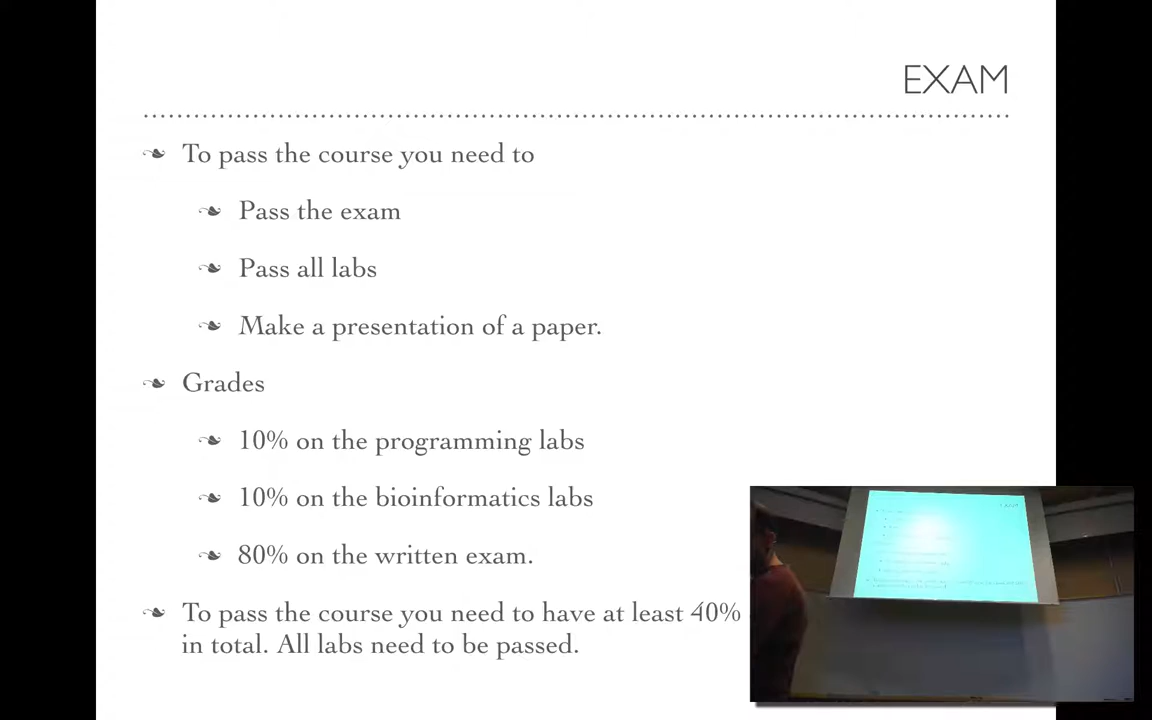 EXAM
To pass the course you need to
Pass the exam
Pass all labs
Make a presentation of a paper.
Grades
10% on the programming labs
10% on the bioinformatics labs
80% on the written exam.
To pass the course you need to have at least 40%
in total. All labs need to be passed.